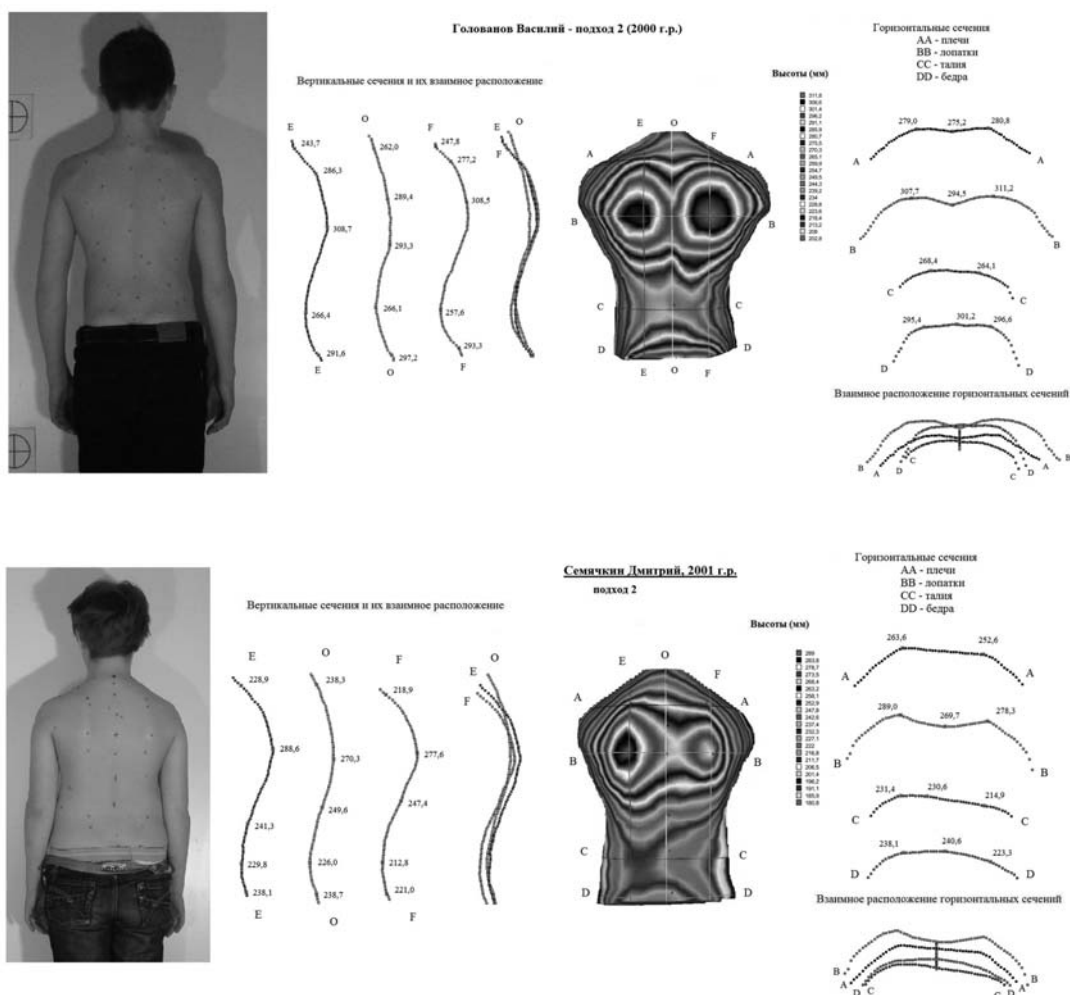 Голованов Василий - подход 2 (2000 г.р.)
Горизонтальные сечения
AA - плечи
BB - лопатки
CC - талия
DD - бедра
Вертикальные сечения и их взаимное расположение
Высоты (мм)
E O F O E F
243,7 262,0 247,8
286,3 277,2
289,4 308,5
308,7 293,3
266,4 266,1 257,6
291,6 297,2 293,3
E O F
E O F
A A
B B
C C
D D
E O F
279,0 275,2 280,8
A A
307,7 294,5 311,2
B B
268,4 264,1
C C
295,4 301,2 296,6
D D
Взаимное расположение горизонтальных сечений
B A D C C D A B
Семячкин Дмитрий, 2001 г.р.
подход 2
Горизонтальные сечения
AA - плечи
BB - лопатки
CC - талия
DD - бедра
Вертикальные сечения и их взаимное расположение
Высоты (мм)
E O F E O F
228,9 238,3 218,9
288,6 270,3 277,6
241,3 249,6 247,4
229,8 226,0 212,8
238,1 238,7 221,0
E O F
E O F
A A
B B
C C
D D
263,6 252,6
A A
289,0 269,7 278,3
B B
231,4 230,6 214,9
C C
238,1 240,6 223,3
D D
Взаимное расположение горизонтальных сечений
B A D C C D A B